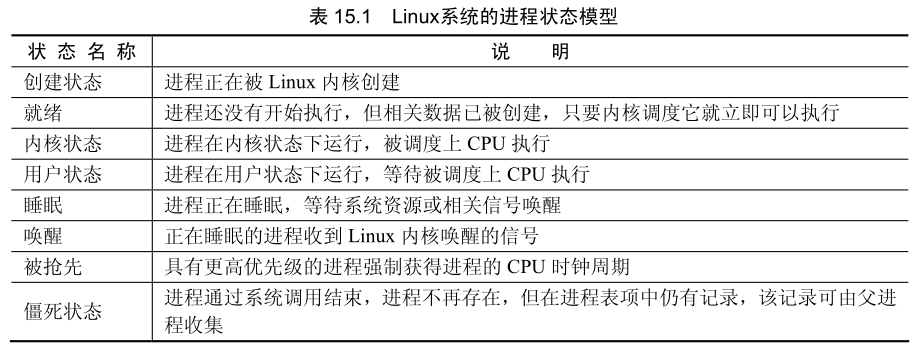 表 15.1 Linux系统的进程状态模型
状态名称 说 明
创建状态 进程正在被 Linux 内核创建
就绪 进程还没有开始执行，但相关数据已被创建，只要内核调度它就立即可以执行
内核状态 进程在内核状态下运行，被调度上 CPU 执行
用户状态 进程在用户状态下运行，等待被调度上 CPU 执行
睡眠 进程正在睡眠，等待系统资源或相关信号唤醒
唤醒 正在睡眠的进程收到 Linux 内核唤醒的信号
被抢先 具有更高优先级的进程强制获得进程的 CPU 时钟周期
僵死状态 进程通过系统调用结束，进程不再存在，但在进程表项中仍有记录，该记录可由父进
程收集